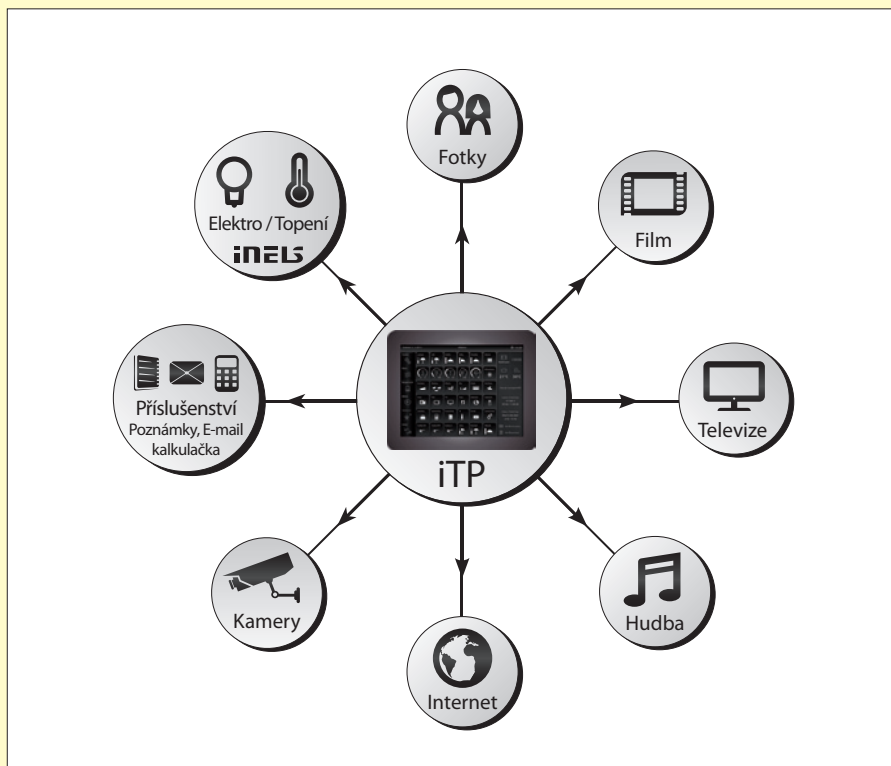 Fotky
Elektro / Topení
iNELS
Film
Příslušenství
Poznámky, E-mail
kalkulačka
iTP
Televize
Kamery
Hudba
Internet